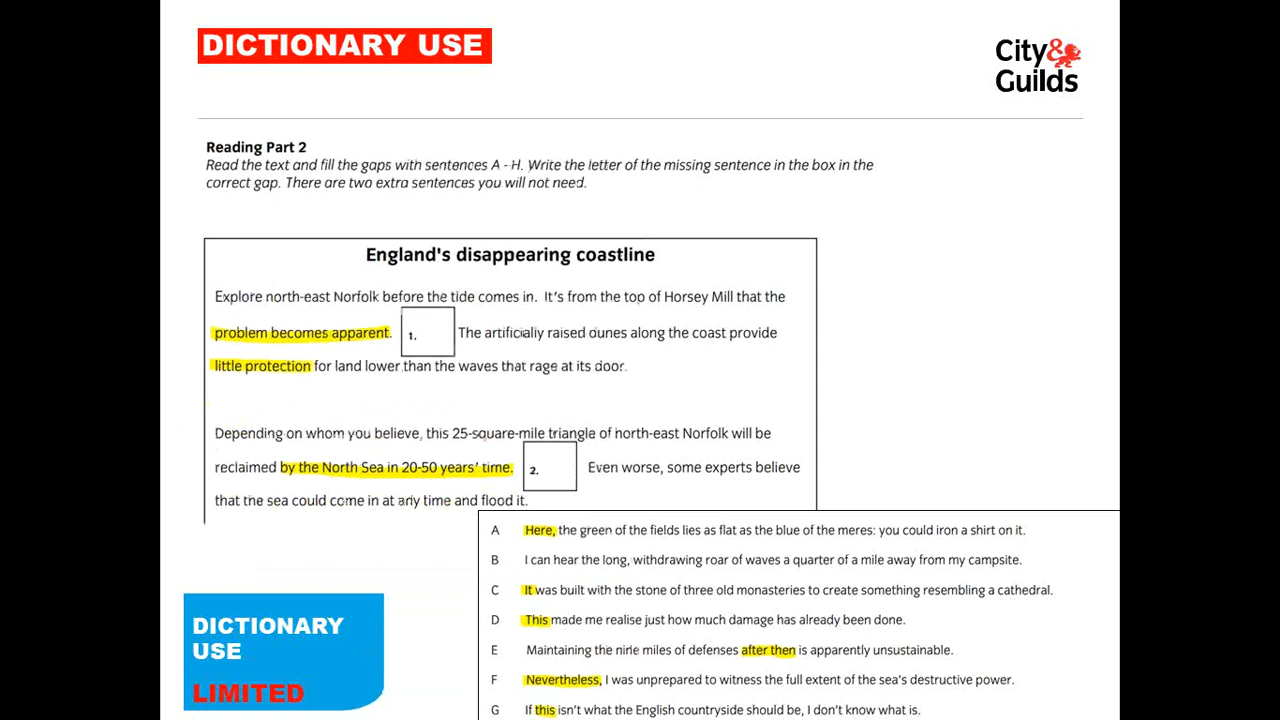 DICTIONARY USE
City&
Guilds
Reading Part 2
Read the text and fill the gaps with sentences A - H. Write the letter of the missing sentence in the box in the
correct gap. There are two extra sentences you will not need.
England's disappearing coastline
Explore north-east Norfolk before the tide comes in. It's from the top of Horsey Mill that the
problem becomes apparent. 1. The artificially raised dunes along the coast provide
little protection for land lower than the waves that rage at its door.
Depending on whom you believe, this 25-square-mile triangle of north-east Norfolk will be
reclaimed by the North Sea in 20-50 years' time. 2. Even worse, some experts believe
that the sea could come in at any time and flood it.
A Here, the green of the fields lies as flat as the blue of the meres: you could iron a shirt on it.
B I can hear the long, withdrawing roar of waves a quarter of a mile away from my campsite.
C It was built with the stone of three old monasteries to create something resembling a cathedral.
D This made me realise just how much damage has already been done.
E Maintaining the nine miles of defenses after then is apparently unsustainable.
F Nevertheless, I was unprepared to witness the full extent of the sea's destructive power.
G If this isn't what the English countryside should be, I don't know what is.
DICTIONARY
USE
LIMITED